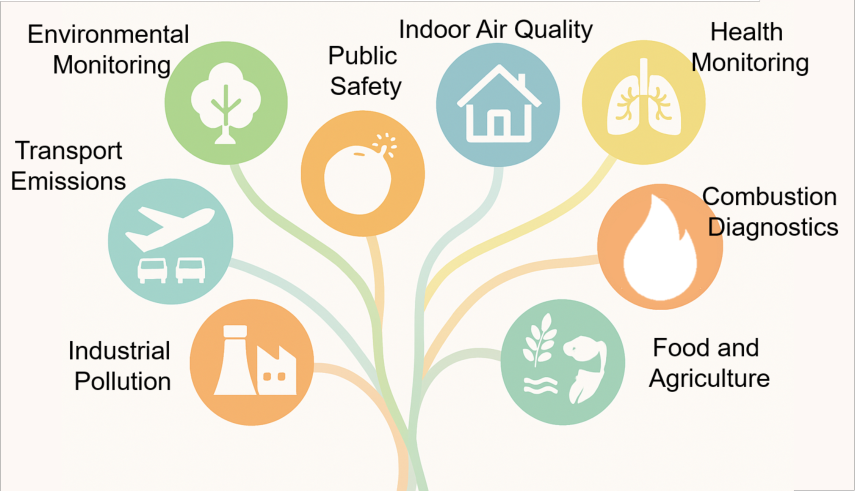 Environmental
Monitoring
Public
Safety
Indoor Air Quality
Health
Monitoring
Transport
Emissions
Combustion
Diagnostics
Industrial
Pollution
Food and
Agriculture